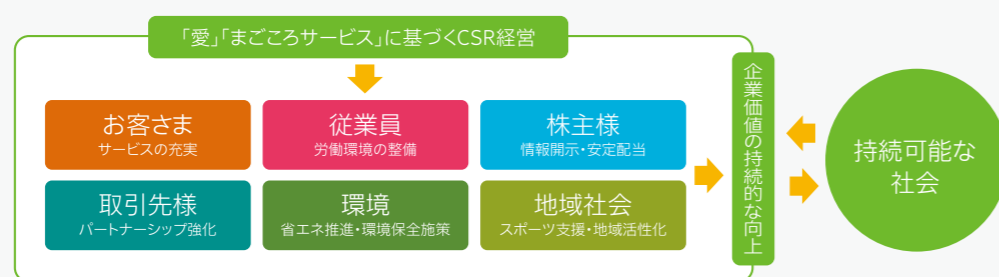 「愛」「まごころサービス」に基づくCSR経営
お客さま
サービスの充実
従業員
労働環境の整備
株主様
情報開示・安定配当
取引先様
パートナーシップ強化
環境
省エネ推進・環境保全施策
地域社会
スポーツ支援・地域活性化
企業価値の持続的な向上
持続可能な
社会